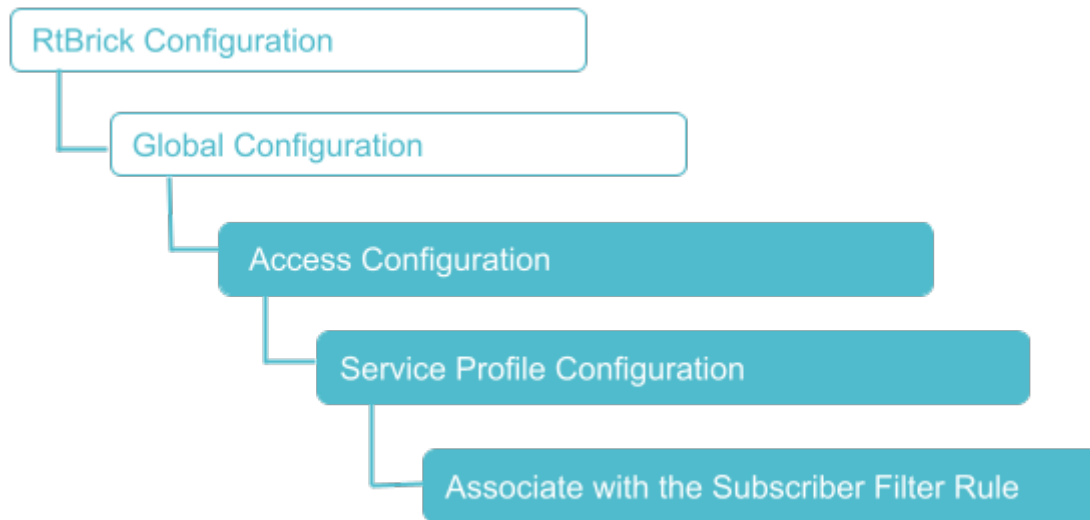 RtBrick Configuration
Global Configuration
Access Configuration
Service Profile Configuration
Associate with the Subscriber Filter Rule